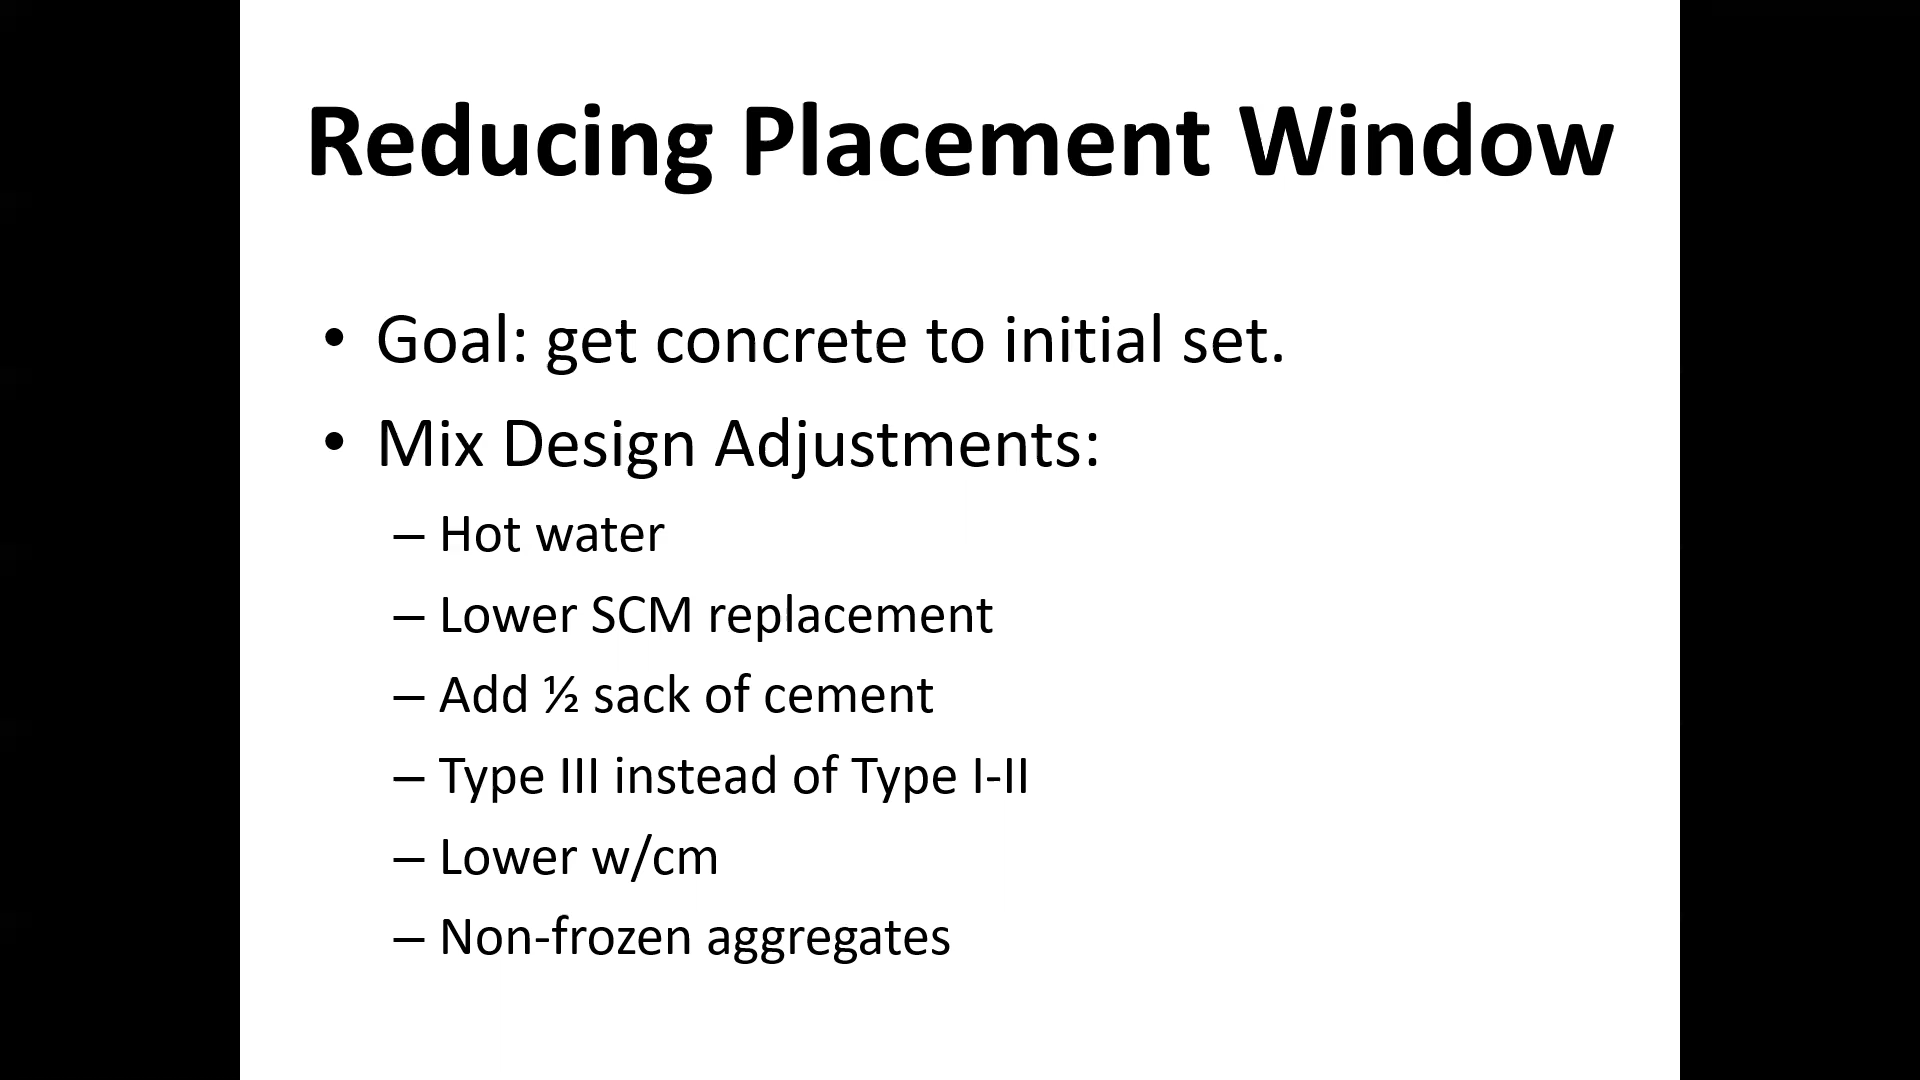 Reducing Placement Window
• Goal: get concrete to initial set.
• Mix Design Adjustments:
– Hot water
– Lower SCM replacement
– Add ½ sack of cement
– Type III instead of Type I-II
– Lower w/cm
– Non-frozen aggregates